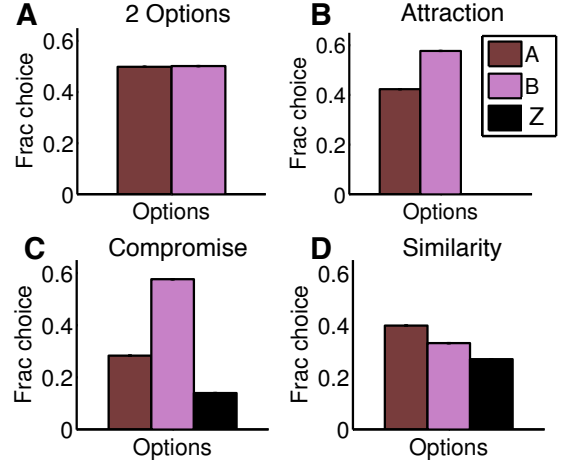 A
2 Options
Frac choice
0.6
0.4
0.2
0
Options
B
Attraction
Frac choice
0.6
0.4
0.2
0
Options
A
B
Z
C
Compromise
Frac choice
0.6
0.4
0.2
0
Options
D
Similarity
Frac choice
0.6
0.4
0.2
0
Options